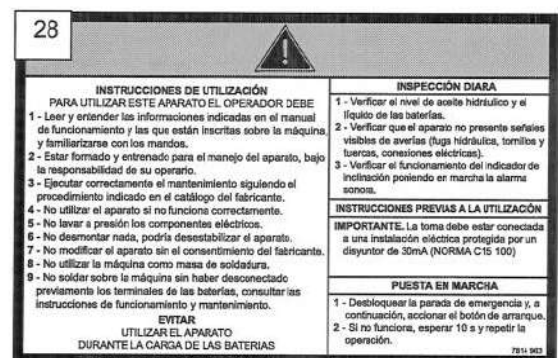 28
INSTRUCCIONES DE UTILIZACIÓN
PARA UTILIZAR ESTE APARATO EL OPERADOR DEBE
1 - Leer y entender las informaciones indicadas en el manual
de funcionamiento y las que están inscritas sobre la máquina,
y familiarizarse con los mandos.
2 - Estar formado y entrenado para el manejo del aparato, bajo
la responsabilidad de su operario.
3 - Ejecutar correctamente el mantenimiento siguiendo el
procedimiento indicado en el catálogo del fabricante.
4 - No utilizar el aparato si no funciona correctamente.
5 - No lavar a presión los componentes eléctricos.
6 - No desmontar nada, podría desestabilizar el aparato.
7 - No modificar el aparato sin el consentimiento del fabricante.
8 - No utilizar la máquina como masa de soldadura.
9 - No soldar sobre la máquina sin haber desconectado
previamente los terminales de las baterías, consultar las
instrucciones de funcionamiento y mantenimiento.
EVITAR
UTILIZAR EL APARATO
DURANTE LA CARGA DE LAS BATERIAS
INSPECCIÓN DIARA
1 - Verificar el nivel de aceite hidráulico y el
líquido de las baterías.
2 - Verificar que el aparato no presente señales
visibles de averías (fuga hidráulica, tornillos y
tuercas, conexiones eléctricas).
3 - Verificar el funcionamiento del indicador de
inclinación poniendo en marcha la alarma
sonora.
INSTRUCCIONES PREVIAS A LA UTILIZACIÓN
IMPORTANTE. La toma debe estar conectada
a una instalación eléctrica protegida por un
disyuntor de 30mA (NORMA C15 100)
PUESTA EN MARCHA
1 - Desbloquear la parada de emergencia y, a
continuación, accionar el botón de arranque.
2 - Si no funciona, esperar 10 s y repetir la
operación.
7814 963